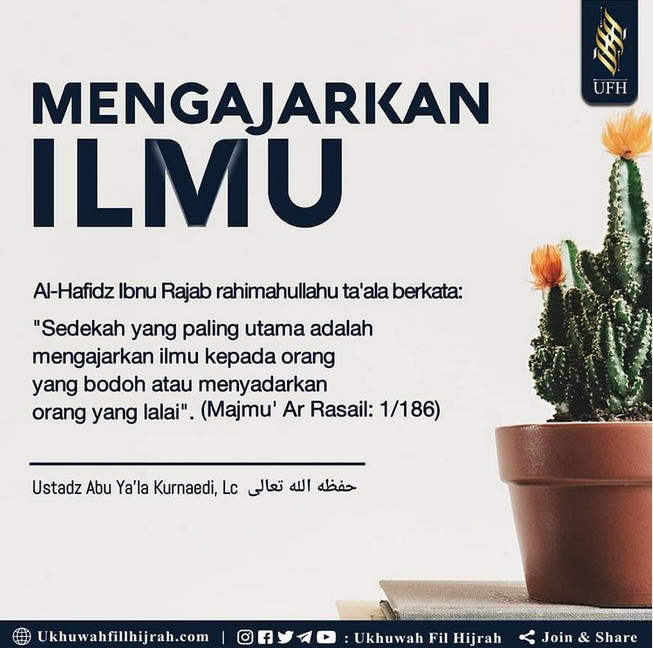 UFH
MENGAJARKAN
ILMU
Al-Hafidz Ibnu Rajab rahimahullahu ta'ala berkata:
"Sedekah yang paling utama adalah
mengajarkan ilmu kepada orang
yang bodoh atau menyadarkan
orang yang lalai". (Majmu' Ar Rasail: 1/186)
Ustadz Abu Ya'la Kurnaedi, Lc حفظه الله تعالى
Ukhuwahfillhijrah.com | : Ukhuwah Fil Hijrah Join & Share